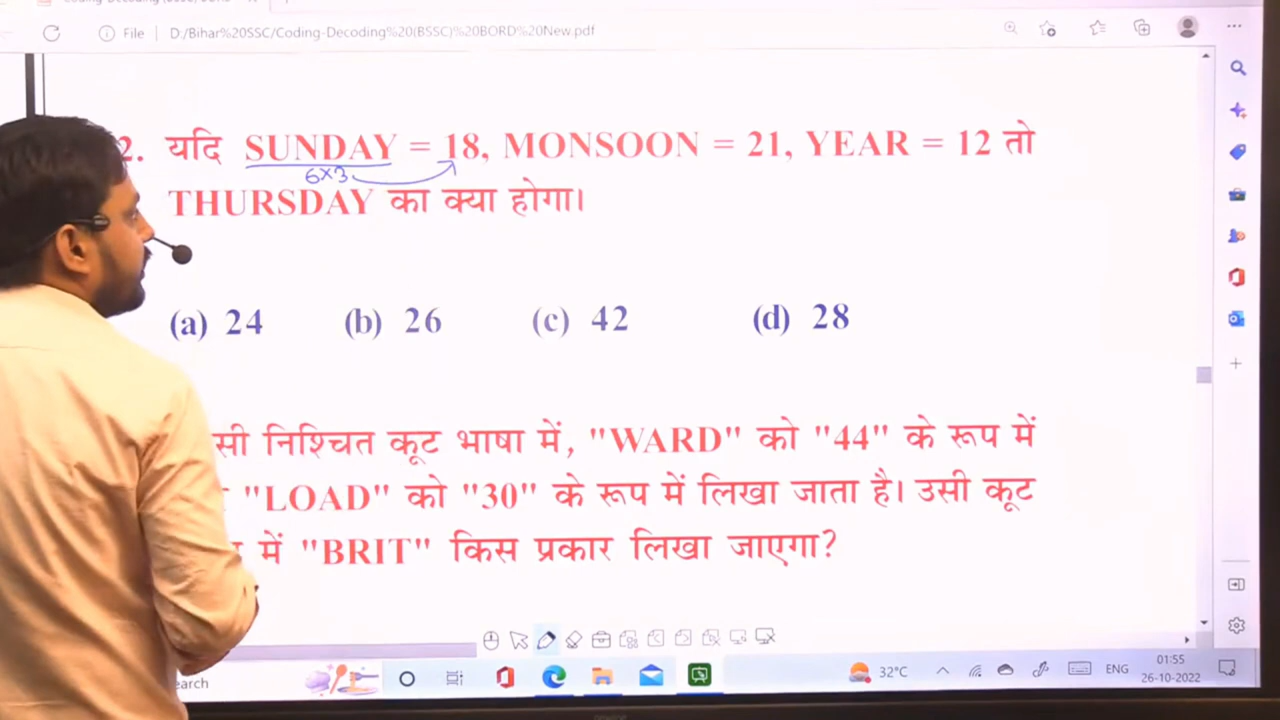 File D:/Bihar%20SSC/Coding-Decoding%20(BSSC)%20BORD%20New.pdf
2. यदि SUNDAY = 18, MONSOON = 21, YEAR = 12 तो
6×3
THURSDAY का क्या होगा।
(a) 24 (b) 26 (c) 42 (d) 28
सी निश्चित कूट भाषा में, "WARD" को "44" के रूप में
"LOAD" को "30" के रूप में लिखा जाता है। उसी कूट
में "BRIT" किस प्रकार लिखा जाएगा?
earch 32°C ENG 01:55
26-10-2022